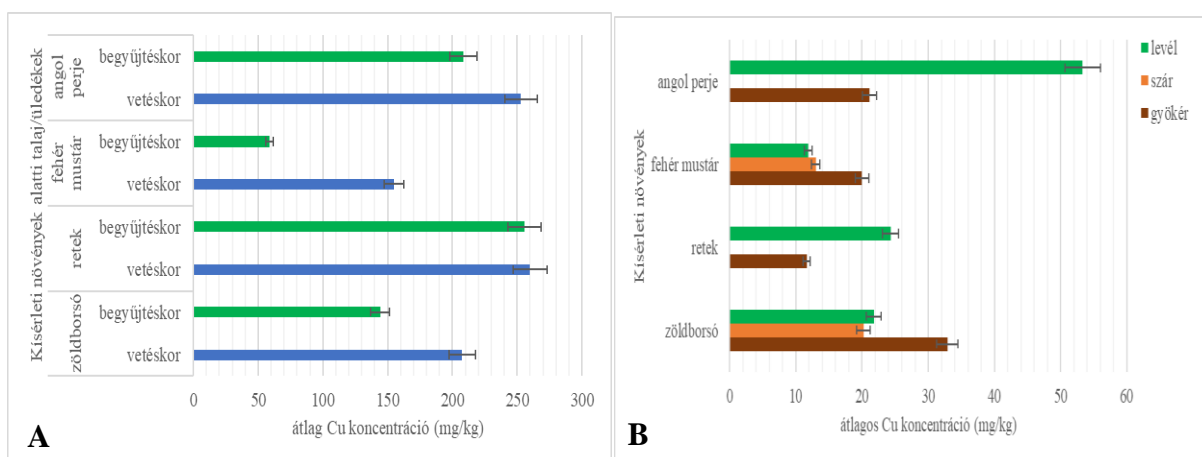 Kísérleti növények alatti talaj/üledékek
angol
perje
begyűjtéskor
vetéskor
fehér
mustár
begyűjtéskor
vetéskor
retek
begyűjtéskor
vetéskor
zöldborsó
begyűjtéskor
vetéskor
0 50 100 150 200 250 300
átlag Cu koncentráció (mg/kg)
A
Kísérleti növények
angol perje
fehér mustár
retek
zöldborsó
0 10 20 30 40 50 60
átlagos Cu koncentráció (mg/kg)
levél
szár
gyökér
B